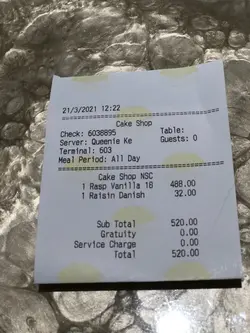 21/3/2021 12:22
Cake Shop
Check: 6038895 Table:
Server: Queenie Ke Guests: 0
Terminal: 603
Meal Period: All Day
Cake Shop NSC
1 Rasp Vanilla 18 488.00
1 Raisin Danish 32.00
Sub Total 520.00
Gratuity 0.00
Service Charge 0.00
Total 520.00